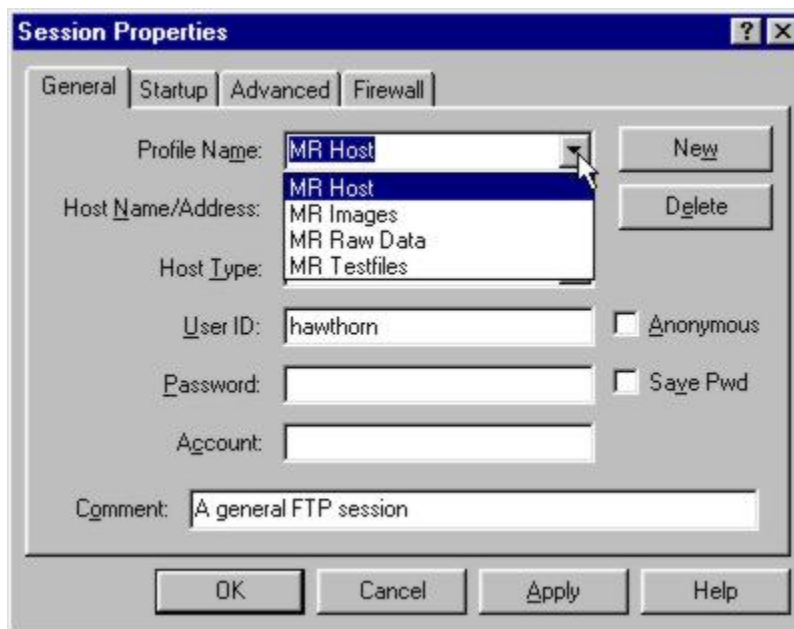 Session Properties
General Startup Advanced Firewall
Profile Name: MR Host New
MR Host
MR Images
MR Raw Data
MR Testfiles
Host Name/Address: Delete
Host Type:
User ID: hawthorn Anonymous
Password: Save Pwd
Account:
Comment: A general FTP session
OK Cancel Apply Help